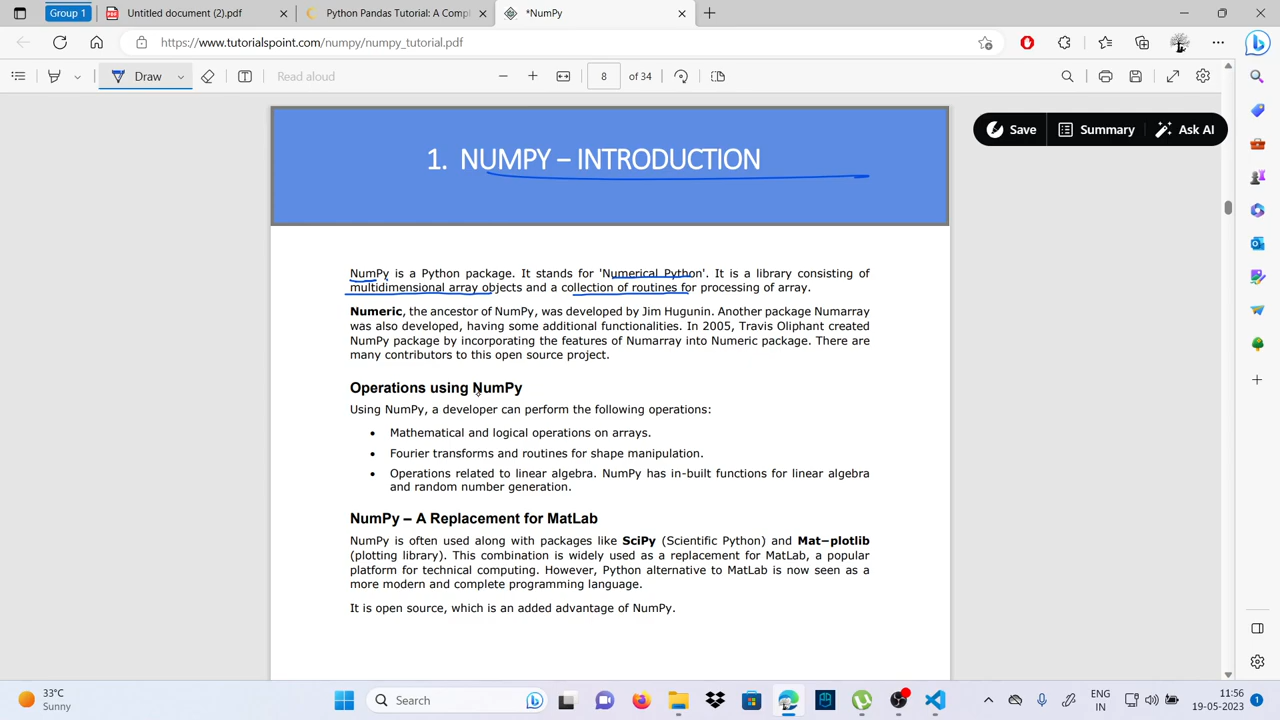 Group 1
Untitled document (2).pdf
Python Pandas Tutorial: A Compl
*NumPy
https://www.tutorialspoint.com/numpy/numpy_tutorial.pdf
Draw
Read aloud
8 of 34
Save
Summary
Ask AI
1. NUMPY – INTRODUCTION
NumPy is a Python package. It stands for 'Numerical Python'. It is a library consisting of
multidimensional array objects and a collection of routines for processing of array.
Numeric, the ancestor of NumPy, was developed by Jim Hugunin. Another package Numarray
was also developed, having some additional functionalities. In 2005, Travis Oliphant created
NumPy package by incorporating the features of Numarray into Numeric package. There are
many contributors to this open source project.
Operations using NumPy
Using NumPy, a developer can perform the following operations:
• Mathematical and logical operations on arrays.
• Fourier transforms and routines for shape manipulation.
• Operations related to linear algebra. NumPy has in-built functions for linear algebra
and random number generation.
NumPy – A Replacement for MatLab
NumPy is often used along with packages like SciPy (Scientific Python) and Mat−plotlib
(plotting library). This combination is widely used as a replacement for MatLab, a popular
platform for technical computing. However, Python alternative to MatLab is now seen as a
more modern and complete programming language.
It is open source, which is an added advantage of NumPy.
33°C
Sunny
Search
ENG
IN
11:56
19-05-2023